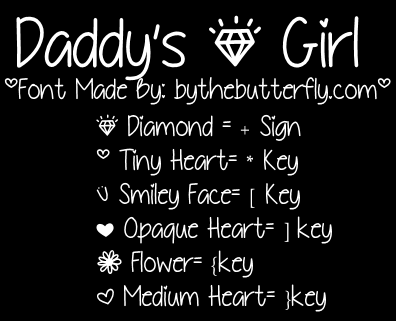 Daddy's Girl
Font Made By: bythebutterfly.com
Diamond = + Sign
Tiny Heart= * Key
Smiley Face= [ Key
Opaque Heart= ] key
Flower= {key
Medium Heart= }key